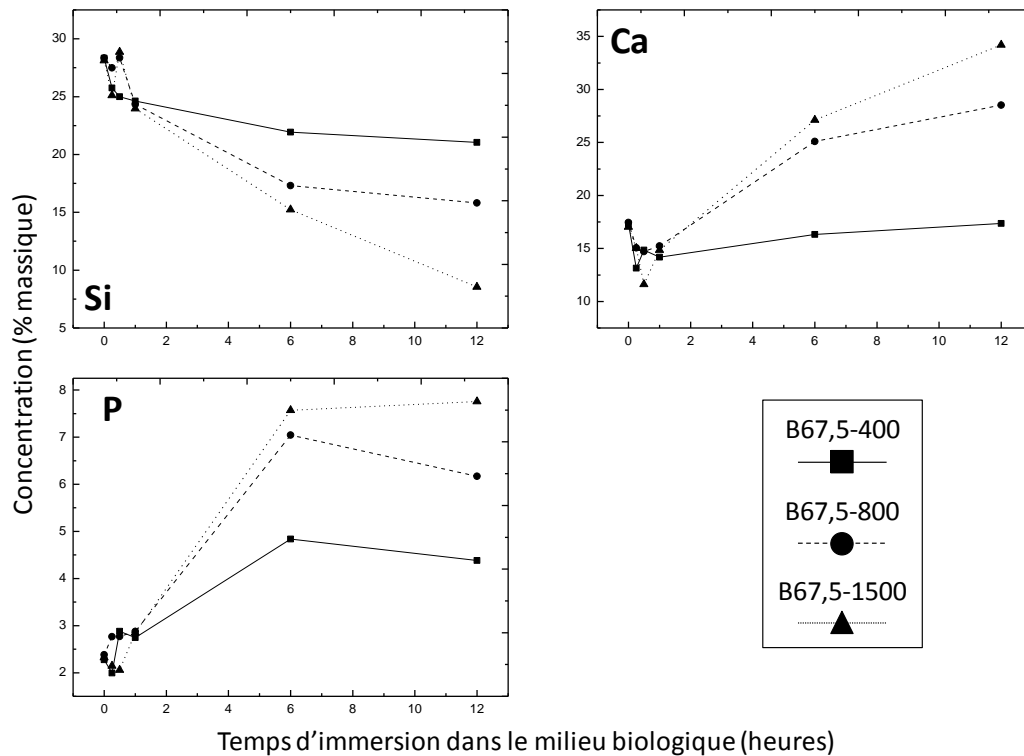 30
25
20
15
10
5
0 2 4 6 8 10 12
Si
35
30
25
20
15
10
0 2 4 6 8 10 12
Ca
8
7
6
5
4
3
2
0 2 4 6 8 10 12
P
Concentration (% massique)
Temps d'immersion dans le milieu biologique (heures)
B67,5-400
B67,5-800
B67,5-1500